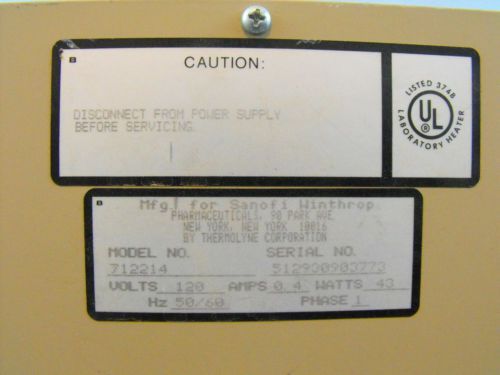 CAUTION:
DISCONNECT FROM POWER SUPPLY
BEFORE SERVICING.
LISTED 3748
UL
®
LABORATORY HEATER
Mfg. for Sanofi Winthrop
PHARMACEUTICALS, 90 PARK AVE
NEW YORK, NEW YORK 10016
BY THERMOLYNE CORPORATION
MODEL NO. SERIAL NO.
712214 512930903773
VOLTS 120 AMPS 0.4 WATTS 43
Hz 50/60 PHASE 1